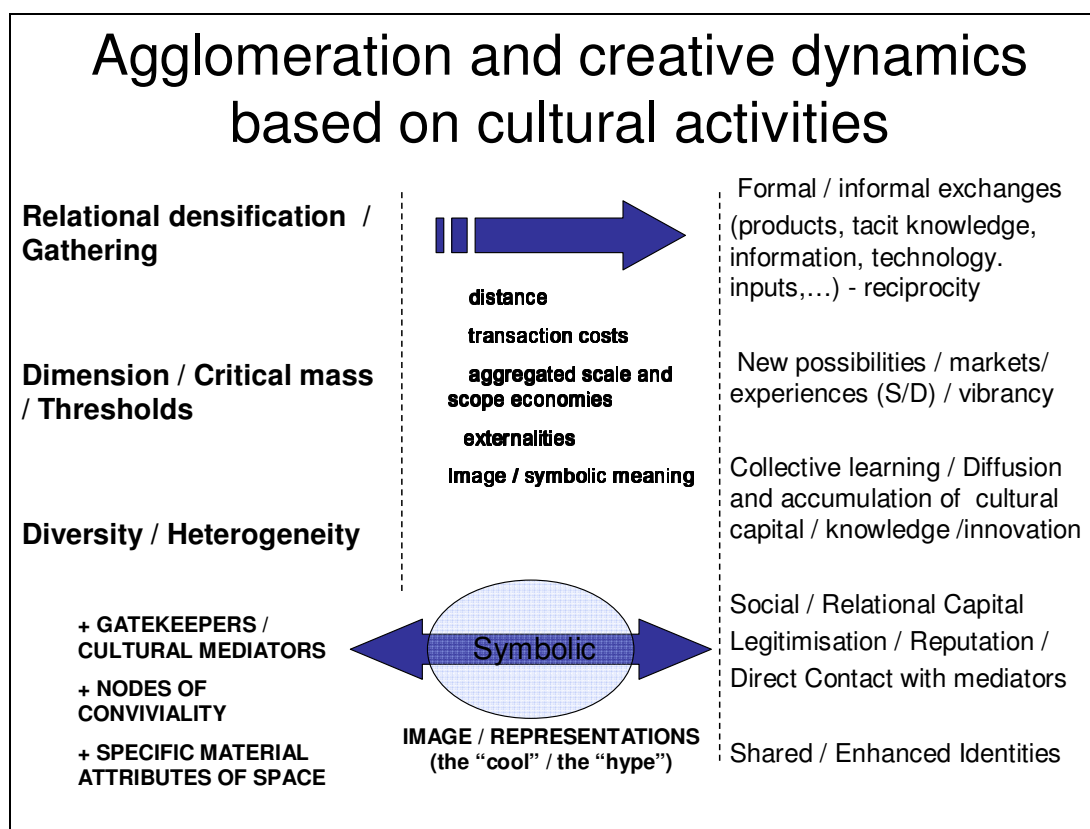 Agglomeration and creative dynamics
based on cultural activities
Relational densification /
Gathering
Dimension / Critical mass
/ Thresholds
Diversity / Heterogeneity
+ GATEKEEPERS /
CULTURAL MEDIATORS
+ NODES OF
CONVIVIALITY
+ SPECIFIC MATERIAL
ATTRIBUTES OF SPACE
distance
transaction costs
aggregated scale and
scope economies
externalities
Image / symbolic meaning
Symbolic
IMAGE / REPRESENTATIONS
(the “cool” / the “hype”)
Formal / informal exchanges
(products, tacit knowledge,
information, technology.
inputs,…) - reciprocity
New possibilities / markets/
experiences (S/D) / vibrancy
Collective learning / Diffusion
and accumulation of cultural
capital / knowledge /innovation
Social / Relational Capital
Legitimisation / Reputation /
Direct Contact with mediators
Shared / Enhanced Identities